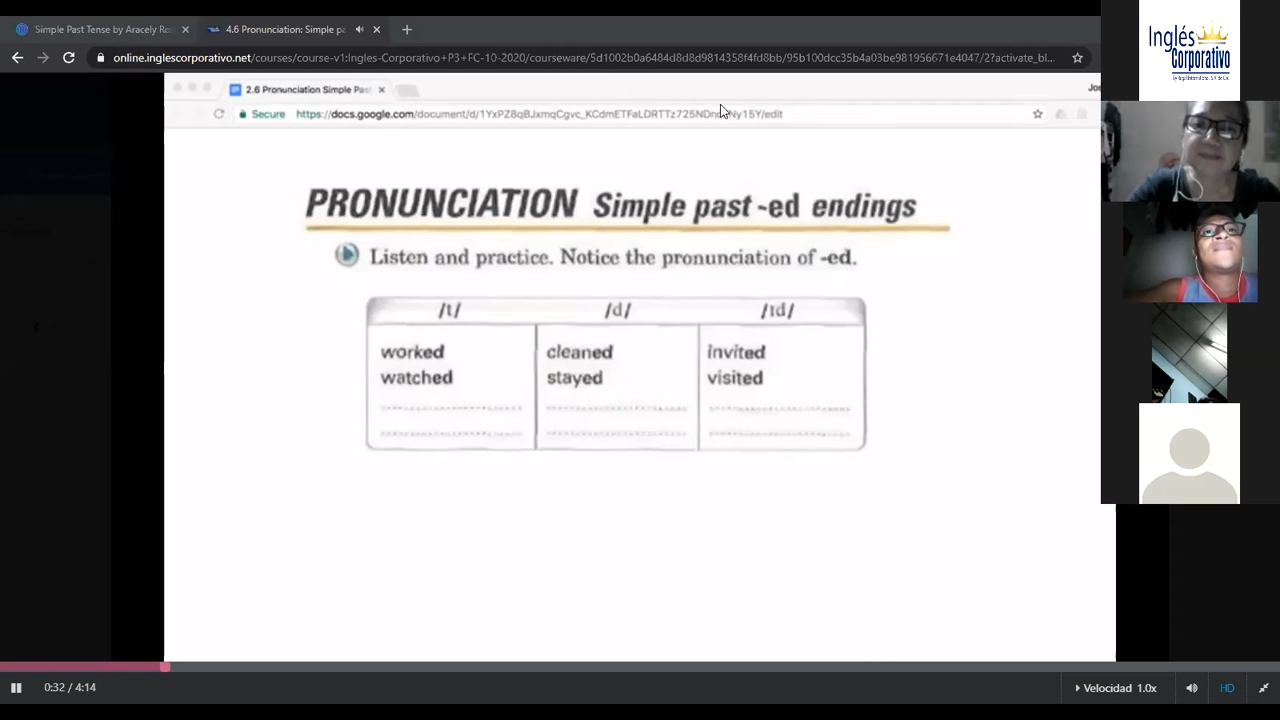 Simple Past Tense by Aracely Ro
4.6 Pronunciation: Simple pa
online.inglescorporativo.net/courses/course-v1:Ingles-Corporativo+P3+FC-10-2020/courseware/5d1002b0a6484d8d8d9814358f4fd8bb/95b100dcc35b4a03be981956671e4047/2?activate_bl...
2.6 Pronunciation Simple Pas
Secure
PRONUNCIATION Simple past -ed endings
Listen and practice. Notice the pronunciation of -ed.
/t/ /d/ /ɪd/
worked cleaned invited
watched stayed visited
0:32 / 4:14
Velocidad 1.0x
HD
Inglés
Corporativo